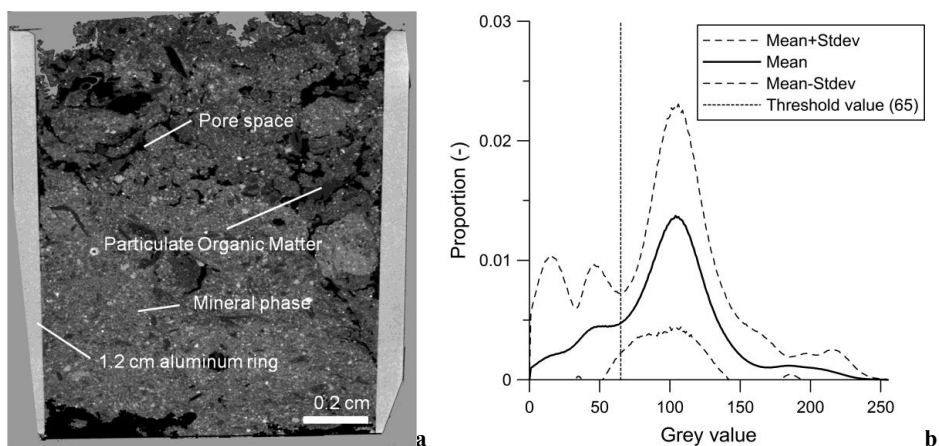 Pore space
Particulate Organic Matter
Mineral phase
1.2 cm aluminum ring
0.2 cm
a
0.03
0.02
0.01
0
Proportion (-)
Mean+Stdev
Mean
Mean-Stdev
Threshold value (65)
0 50 100 150 200 250
Grey value
b